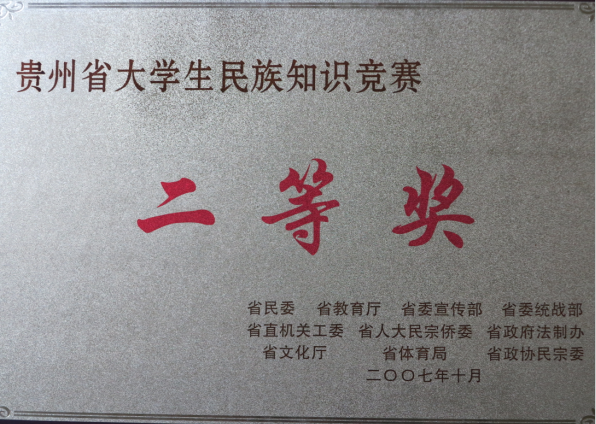 贵州省大学生民族知识竞赛
二等奖
省民委 省教育厅 省委宣传部 省委统战部
省直机关工委 省人大民宗侨委 省政府法制办
省文化厅 省体育局 省政协民宗委
二〇〇七年十月